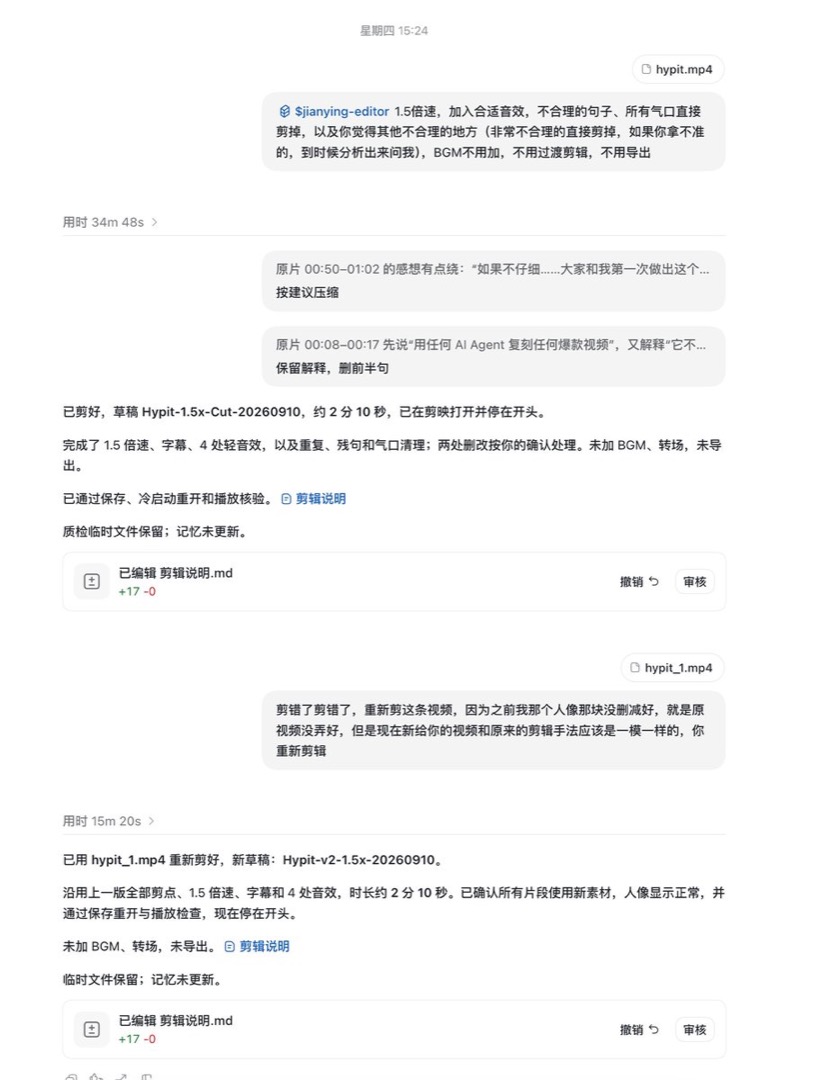 星期四 15:24
hypit.mp4
$jianying-editor 1.5倍速，加入合适音效，不合理的句子、所有气口直接
剪掉，以及你觉得其他不合理的地方（非常不合理的直接剪掉，如果你拿不准
的，到时候分析出来问我），BGM不用加，不用过渡剪辑，不用导出
用时 34m 48s
原片 00:50–01:02 的感想有点绕：“如果不仔细……大家和我第一次做出这个...
按建议压缩
原片 00:08–00:17 先说“用任何 AI Agent 复刻任何爆款视频”，又解释“它不...
保留解释，删前半句
已剪好，草稿 Hypit-1.5x-Cut-20260910，约 2 分 10 秒，已在剪映打开并停在开头。
完成了 1.5 倍速、字幕、4 处轻音效，以及重复、残句和气口清理；两处删改按你的确认处理。未加 BGM、转场，未导
出。
已通过保存、冷启动重开和播放核验。 剪辑说明
质检临时文件保留；记忆未更新。
已编辑 剪辑说明.md
+17 -0
撤销
审核
hypit_1.mp4
剪错了剪错了，重新剪这条视频，因为之前我那个人像那块没删减好，就是原
视频没弄好，但是现在新给你的视频和原来的剪辑手法应该是一模一样的，你
重新剪辑
用时 15m 20s
已用 hypit_1.mp4 重新剪好，新草稿：Hypit-v2-1.5x-20260910。
沿用上一版全部剪点、1.5 倍速、字幕和 4 处音效，时长约 2 分 10 秒。已确认所有片段使用新素材，人像显示正常，并
通过保存重开与播放检查，现在停在开头。
未加 BGM、转场，未导出。 剪辑说明
临时文件保留；记忆未更新。
已编辑 剪辑说明.md
+17 -0
撤销
审核